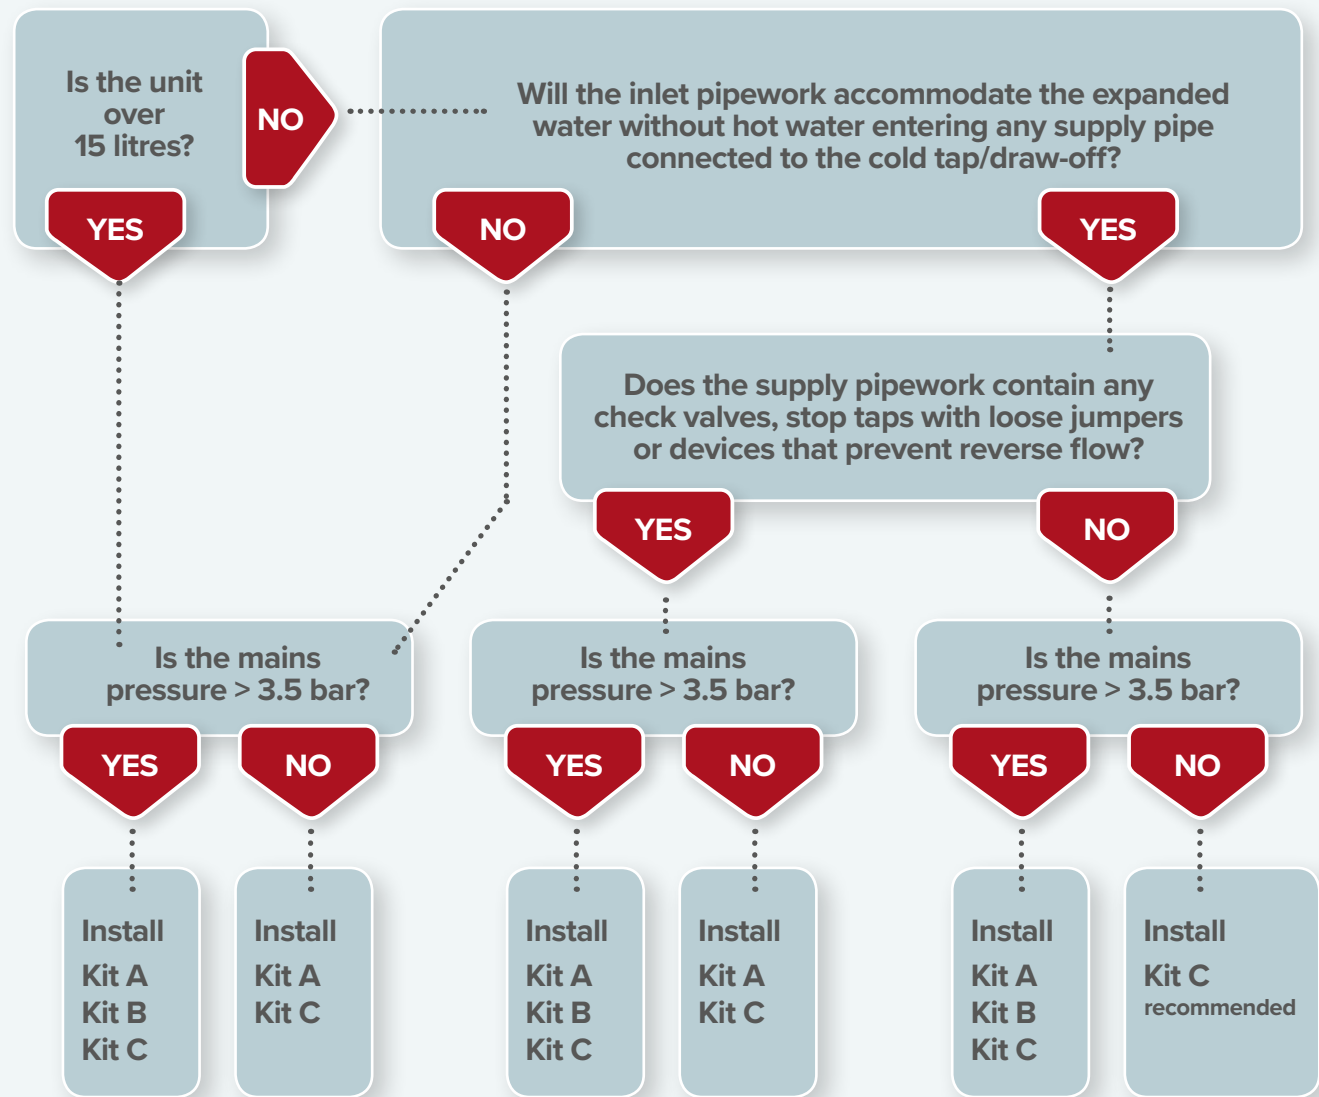 Is the unit
over
15 litres?
NO
YES
Will the inlet pipework accommodate the expanded
water without hot water entering any supply pipe
connected to the cold tap/draw-off?
NO
YES
Does the supply pipework contain any
check valves, stop taps with loose jumpers
or devices that prevent reverse flow?
YES
NO
Is the mains
pressure > 3.5 bar?
YES
NO
Is the mains
pressure > 3.5 bar?
YES
NO
Is the mains
pressure > 3.5 bar?
YES
NO
Install
Kit A
Kit B
Kit C
Install
Kit A
Kit C
Install
Kit A
Kit B
Kit C
Install
Kit A
Kit C
Install
Kit A
Kit B
Kit C
Install
Kit C
recommended